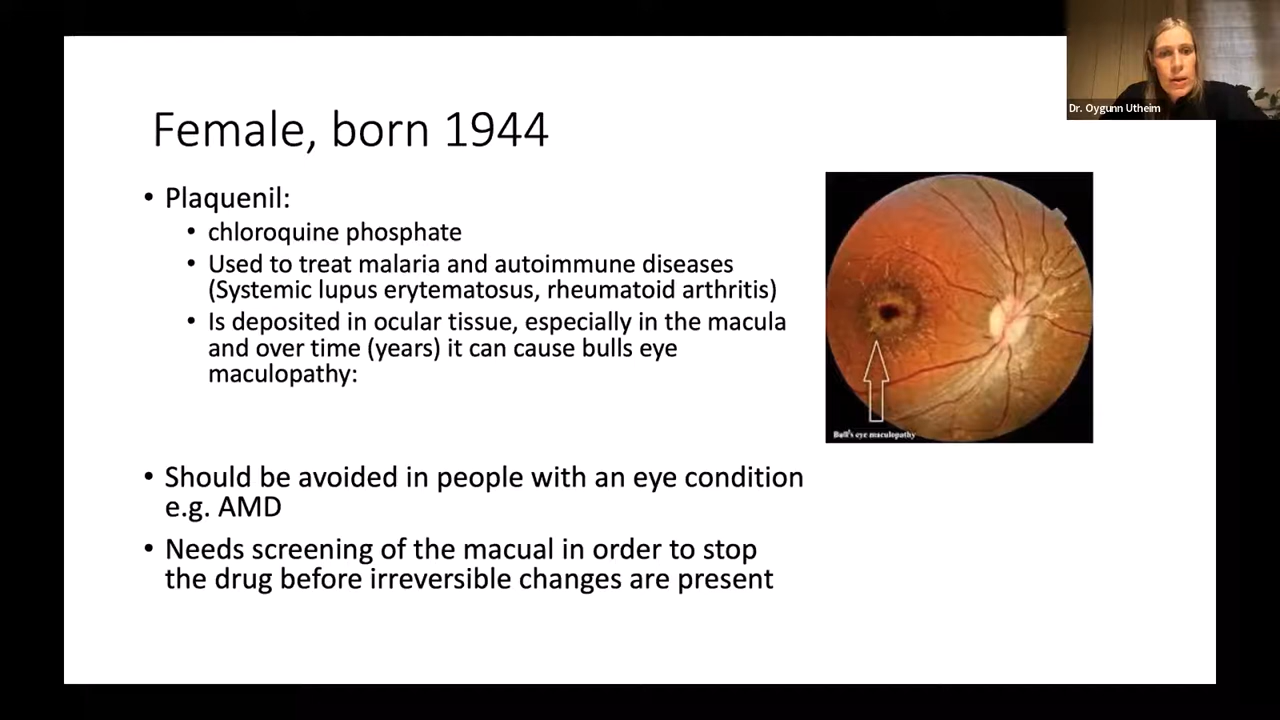 Dr. Oygunn Utheim
Female, born 1944
• Plaquenil:
• chloroquine phosphate
• Used to treat malaria and autoimmune diseases
(Systemic lupus erytematosus, rheumatoid arthritis)
• Is deposited in ocular tissue, especially in the macula
and over time (years) it can cause bulls eye
maculopathy:
Bull's eye maculopathy
• Should be avoided in people with an eye condition
e.g. AMD
• Needs screening of the macual in order to stop
the drug before irreversible changes are present